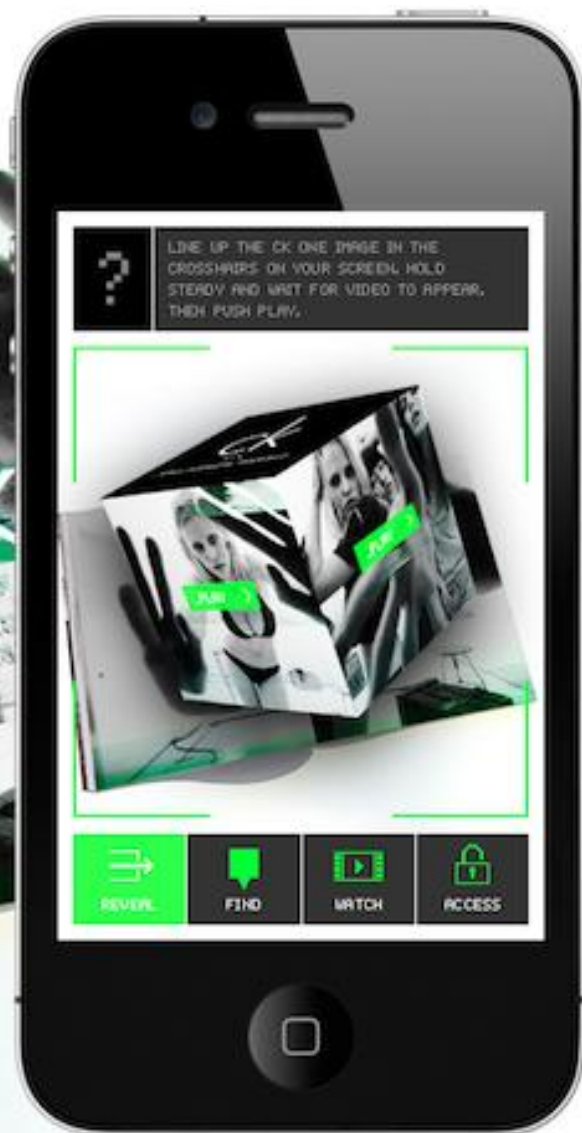 ?
LINE UP THE CK ONE IMAGE IN THE
CROSSHAIRS ON YOUR SCREEN. HOLD
STEADY AND WAIT FOR VIDEO TO APPEAR.
THEN PUSH PLAY.
ck
PLAY >
PLAY >
REVEAL
FIND
WATCH
ACCESS